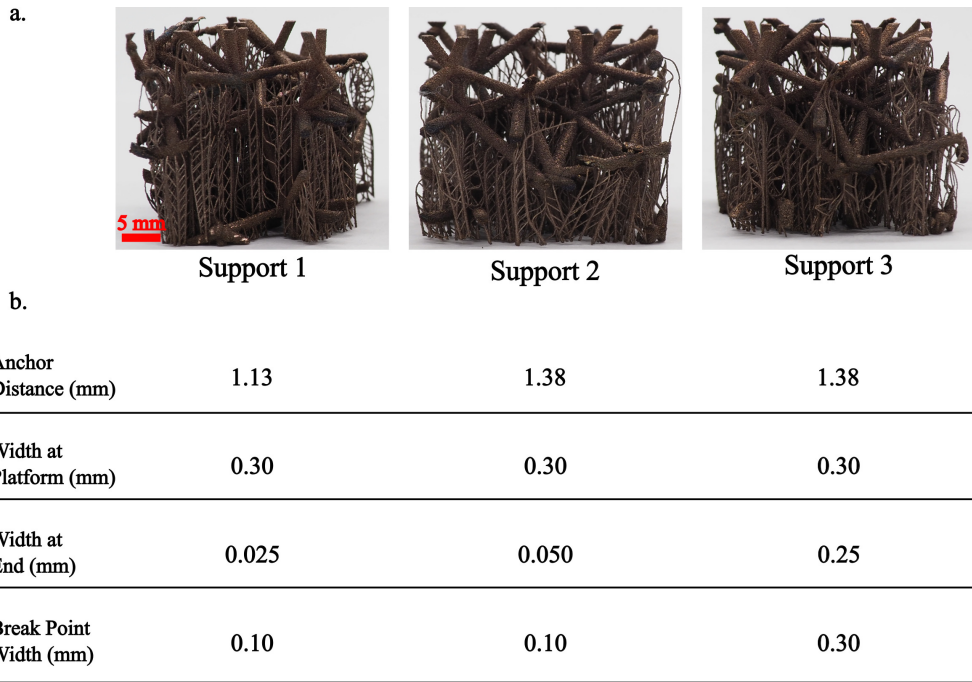 a.
5 mm
Support 1
Support 2
Support 3
b.
Anchor
Distance (mm)
1.13
1.38
1.38
Width at
Platform (mm)
0.30
0.30
0.30
Width at
End (mm)
0.025
0.050
0.25
Break Point
Width (mm)
0.10
0.10
0.30